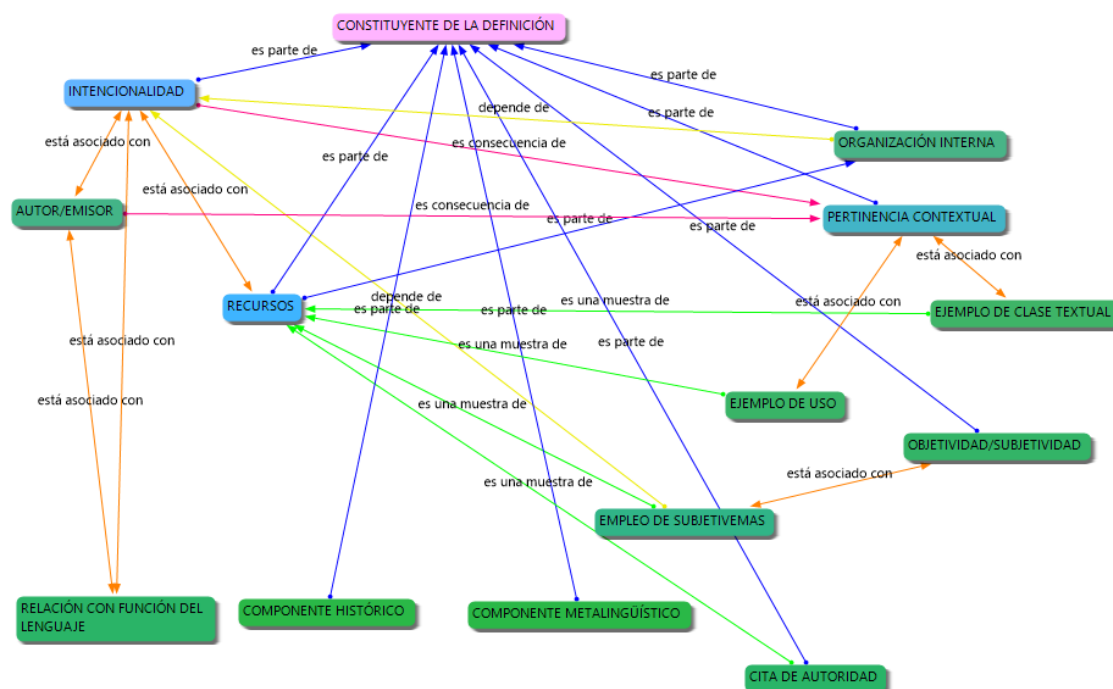 CONSTITUYENTE DE LA DEFINICIÓN
es parte de
es parte de
INTENCIONALIDAD
depende de
es parte de
está asociado con
es consecuencia de
ORGANIZACIÓN INTERNA
es parte de
está asociado con
AUTOR/EMISOR
es consecuencia de
es parte de
PERTINENCIA CONTEXTUAL
es parte de
está asociado con
depende de
es una muestra de
está asociado con
RECURSOS
es parte de
es parte de
EJEMPLO DE CLASE TEXTUAL
está asociado con
es una muestra de
es parte de
está asociado con
es una muestra de
EJEMPLO DE USO
OBJETIVIDAD/SUBJETIVIDAD
está asociado con
es una muestra de
EMPLEO DE SUBJETIVEMAS
RELACIÓN CON FUNCIÓN DEL
LENGUAJE
COMPONENTE HISTÓRICO
COMPONENTE METALINGÜÍSTICO
CITA DE AUTORIDAD